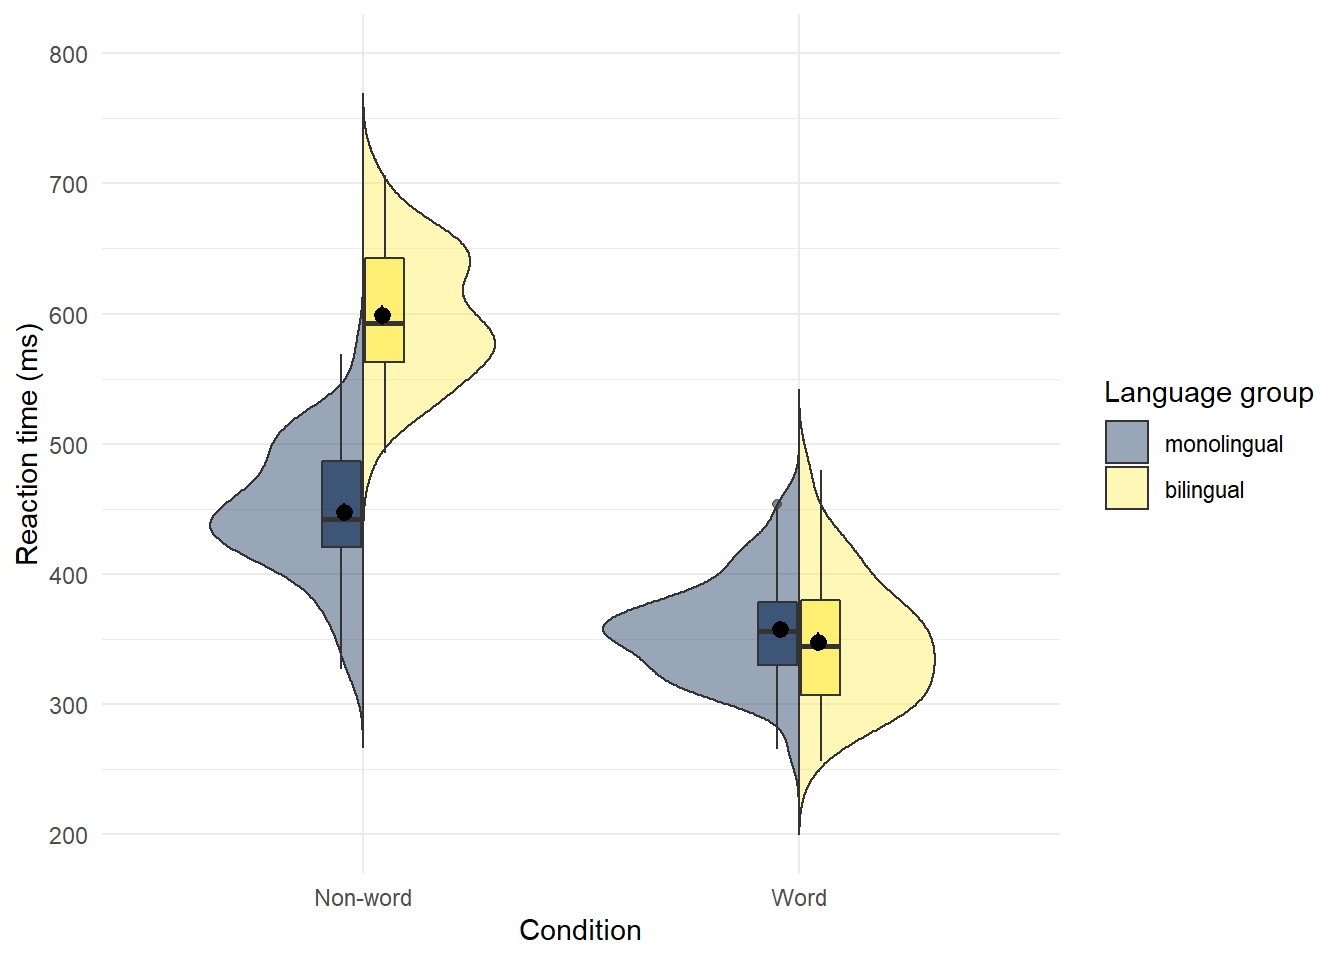 800
700
600
500
400
300
200
Reaction time (ms)
Non-word
Word
Condition
Language group
monolingual
bilingual